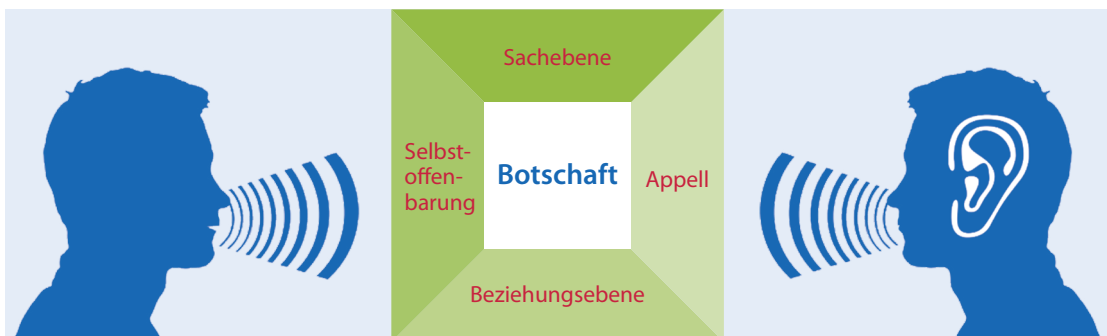 Sachebene
Selbst-
offen-
barung
Botschaft
Appell
Beziehungsebene